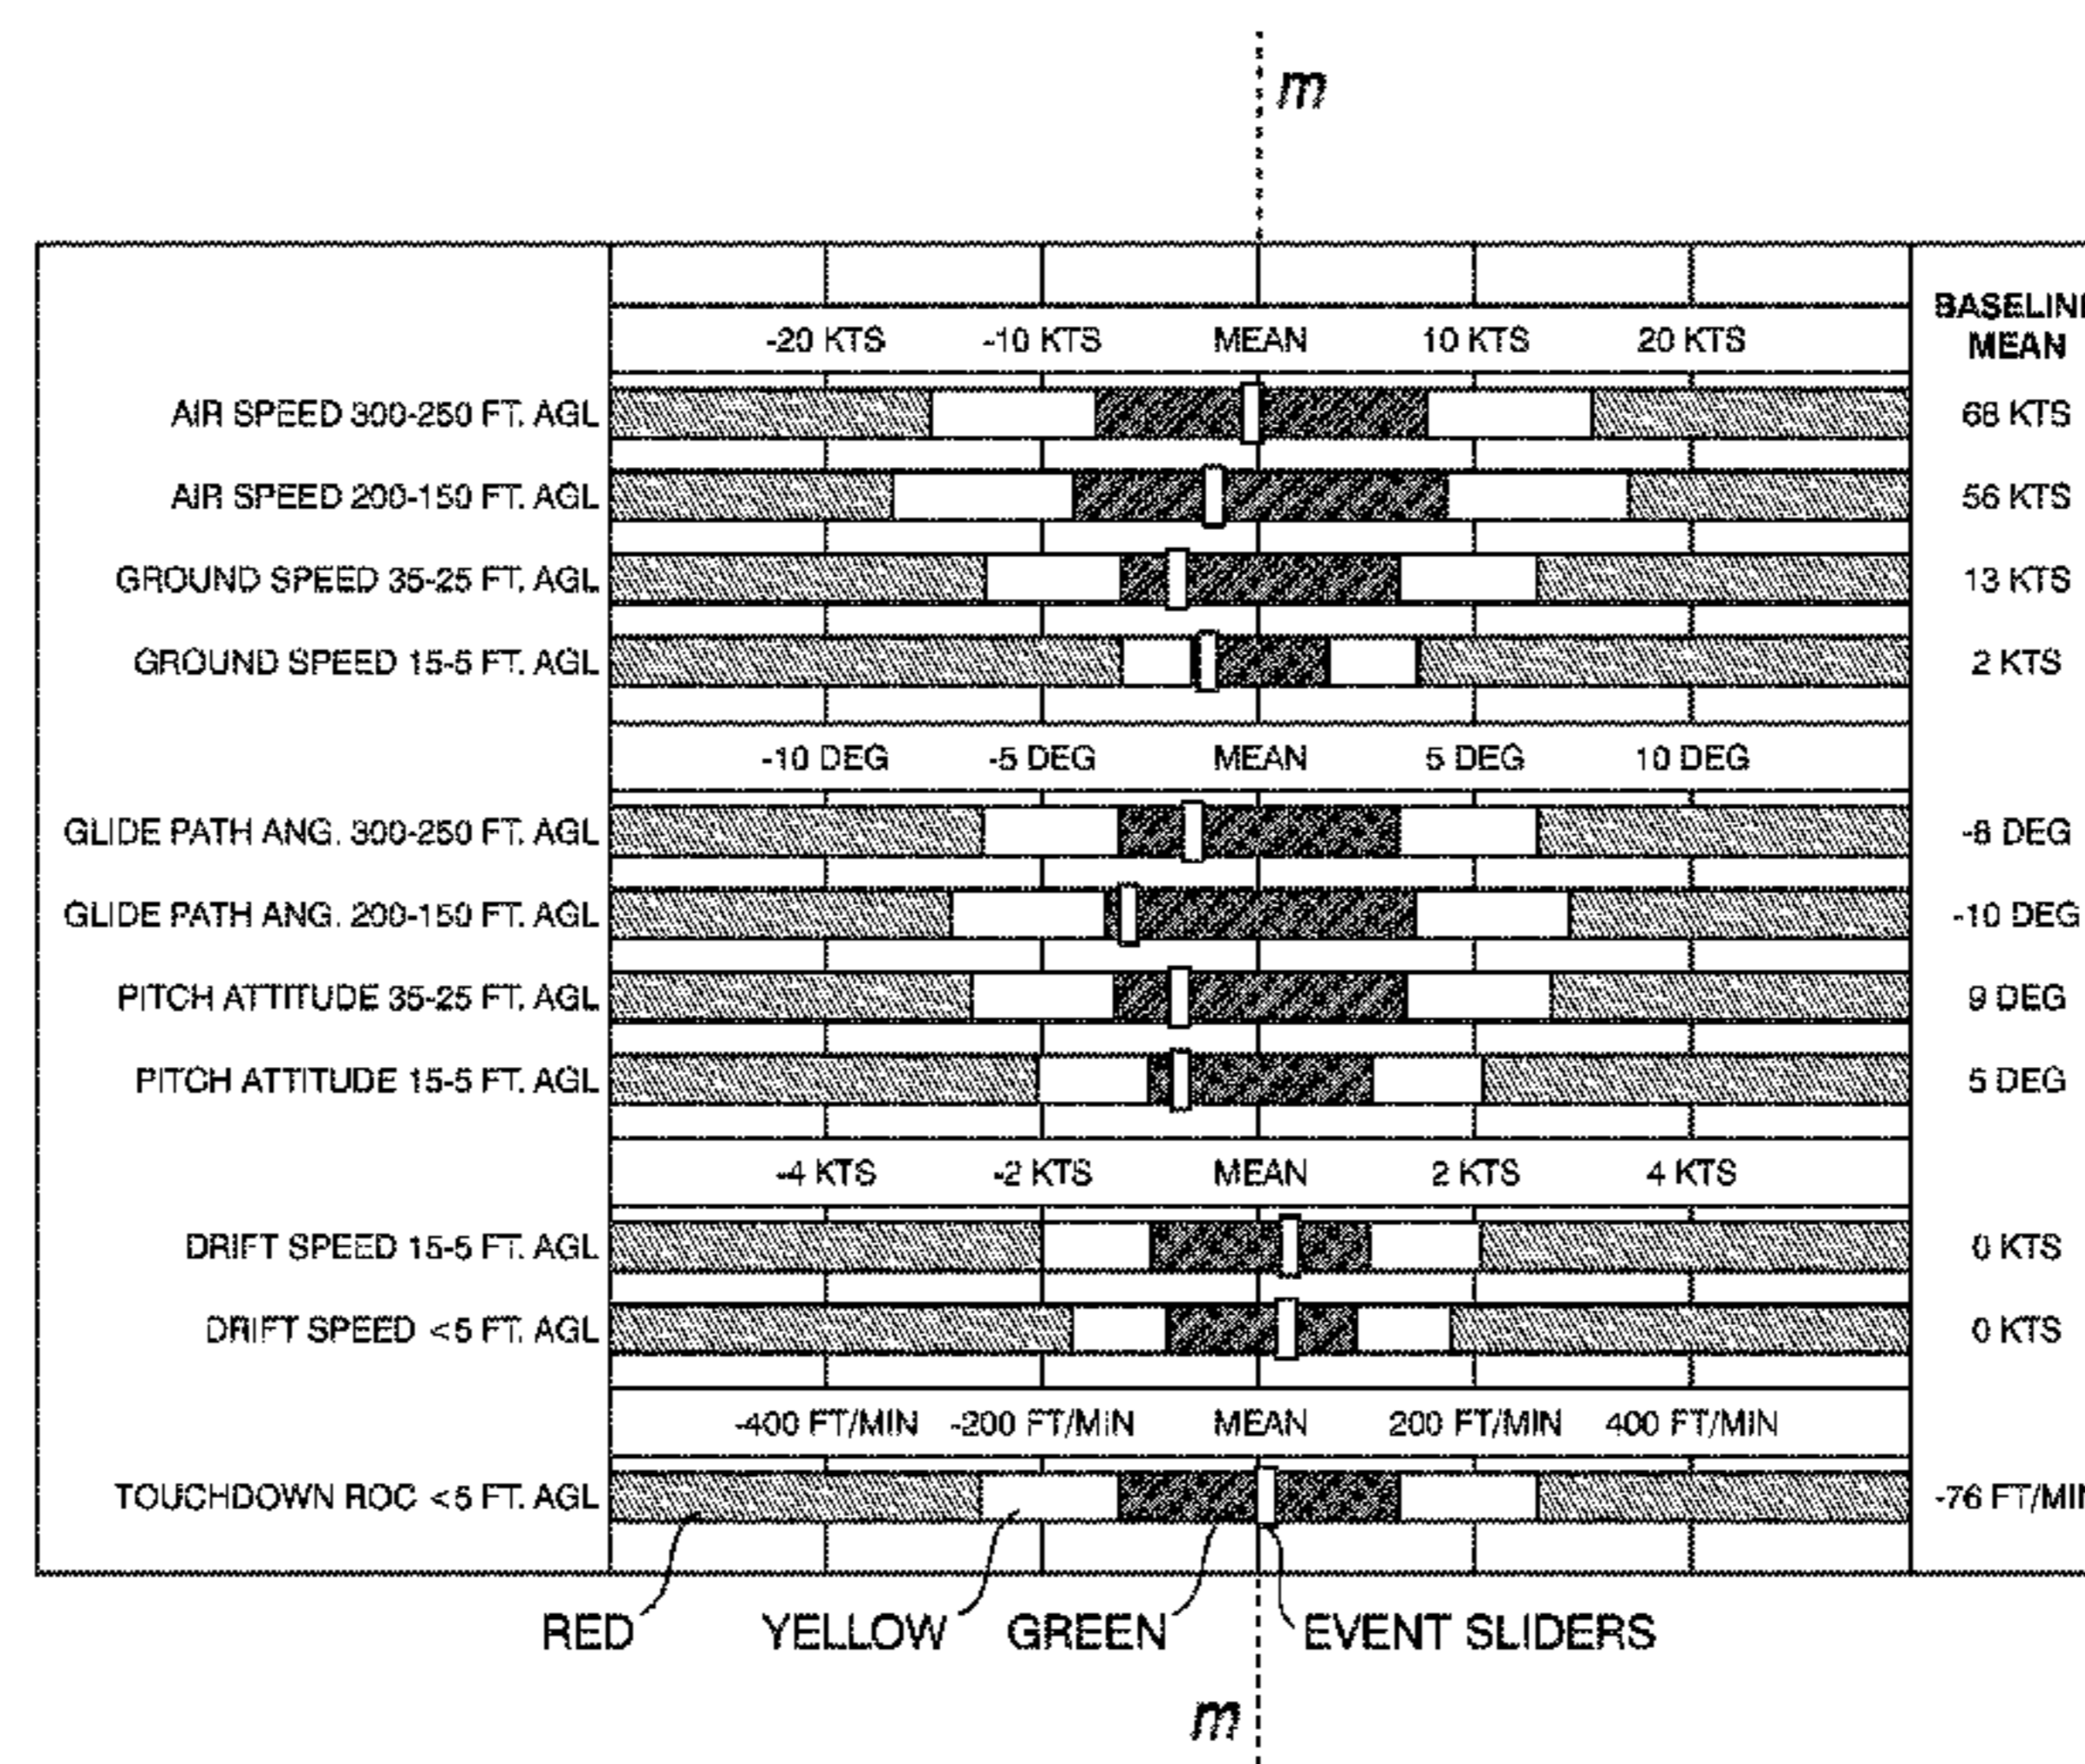 m
BASELINE
MEAN
-20 KTS -10 KTS MEAN 10 KTS 20 KTS
AIR SPEED 300-250 FT. AGL 68 KTS
AIR SPEED 200-150 FT. AGL 56 KTS
GROUND SPEED 35-25 FT. AGL 13 KTS
GROUND SPEED 15-5 FT. AGL 2 KTS
-10 DEG -5 DEG MEAN 5 DEG 10 DEG
GLIDE PATH ANG. 300-250 FT. AGL -8 DEG
GLIDE PATH ANG. 200-150 FT. AGL -10 DEG
PITCH ATTITUDE 35-25 FT. AGL 9 DEG
PITCH ATTITUDE 15-5 FT. AGL 5 DEG
-4 KTS -2 KTS MEAN 2 KTS 4 KTS
DRIFT SPEED 15-5 FT. AGL 0 KTS
DRIFT SPEED <5 FT. AGL 0 KTS
-400 FT/MIN -200 FT/MIN MEAN 200 FT/MIN 400 FT/MIN
TOUCHDOWN ROC <5 FT. AGL -76 FT/MIN
RED YELLOW GREEN EVENT SLIDERS
m